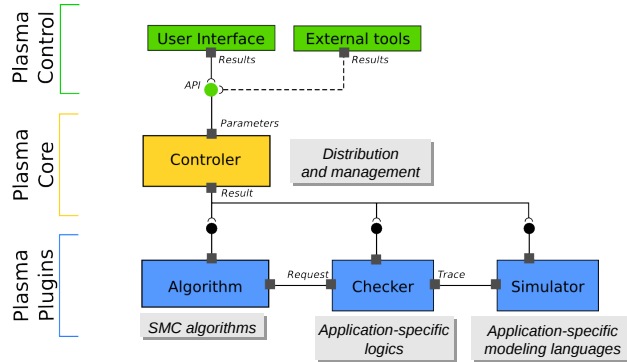 Plasma
Control
User Interface
External tools
Results
Results
API
Parameters
Plasma
Core
Controler
Distribution
and management
Result
Plasma
Plugins
Algorithm
Request
Checker
Trace
Simulator
SMC algorithms
Application-specific
logics
Application-specific
modeling languages